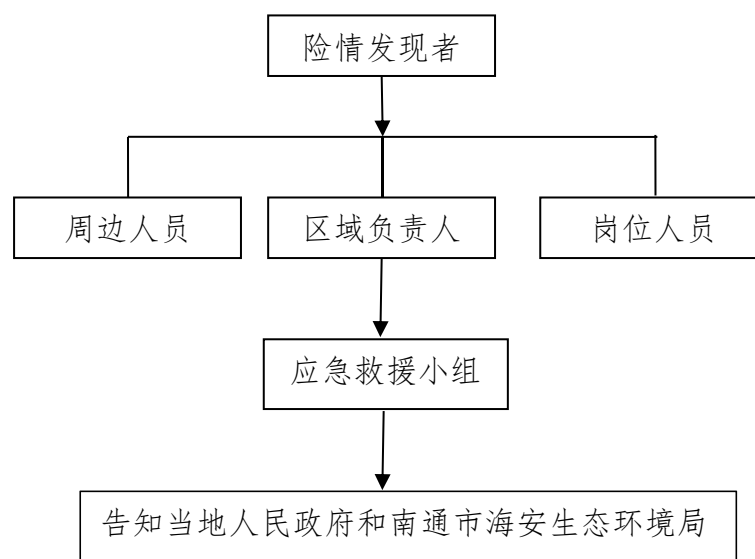 险情发现者
周边人员
区域负责人
岗位人员
应急救援小组
告知当地人民政府和南通市海安生态环境局